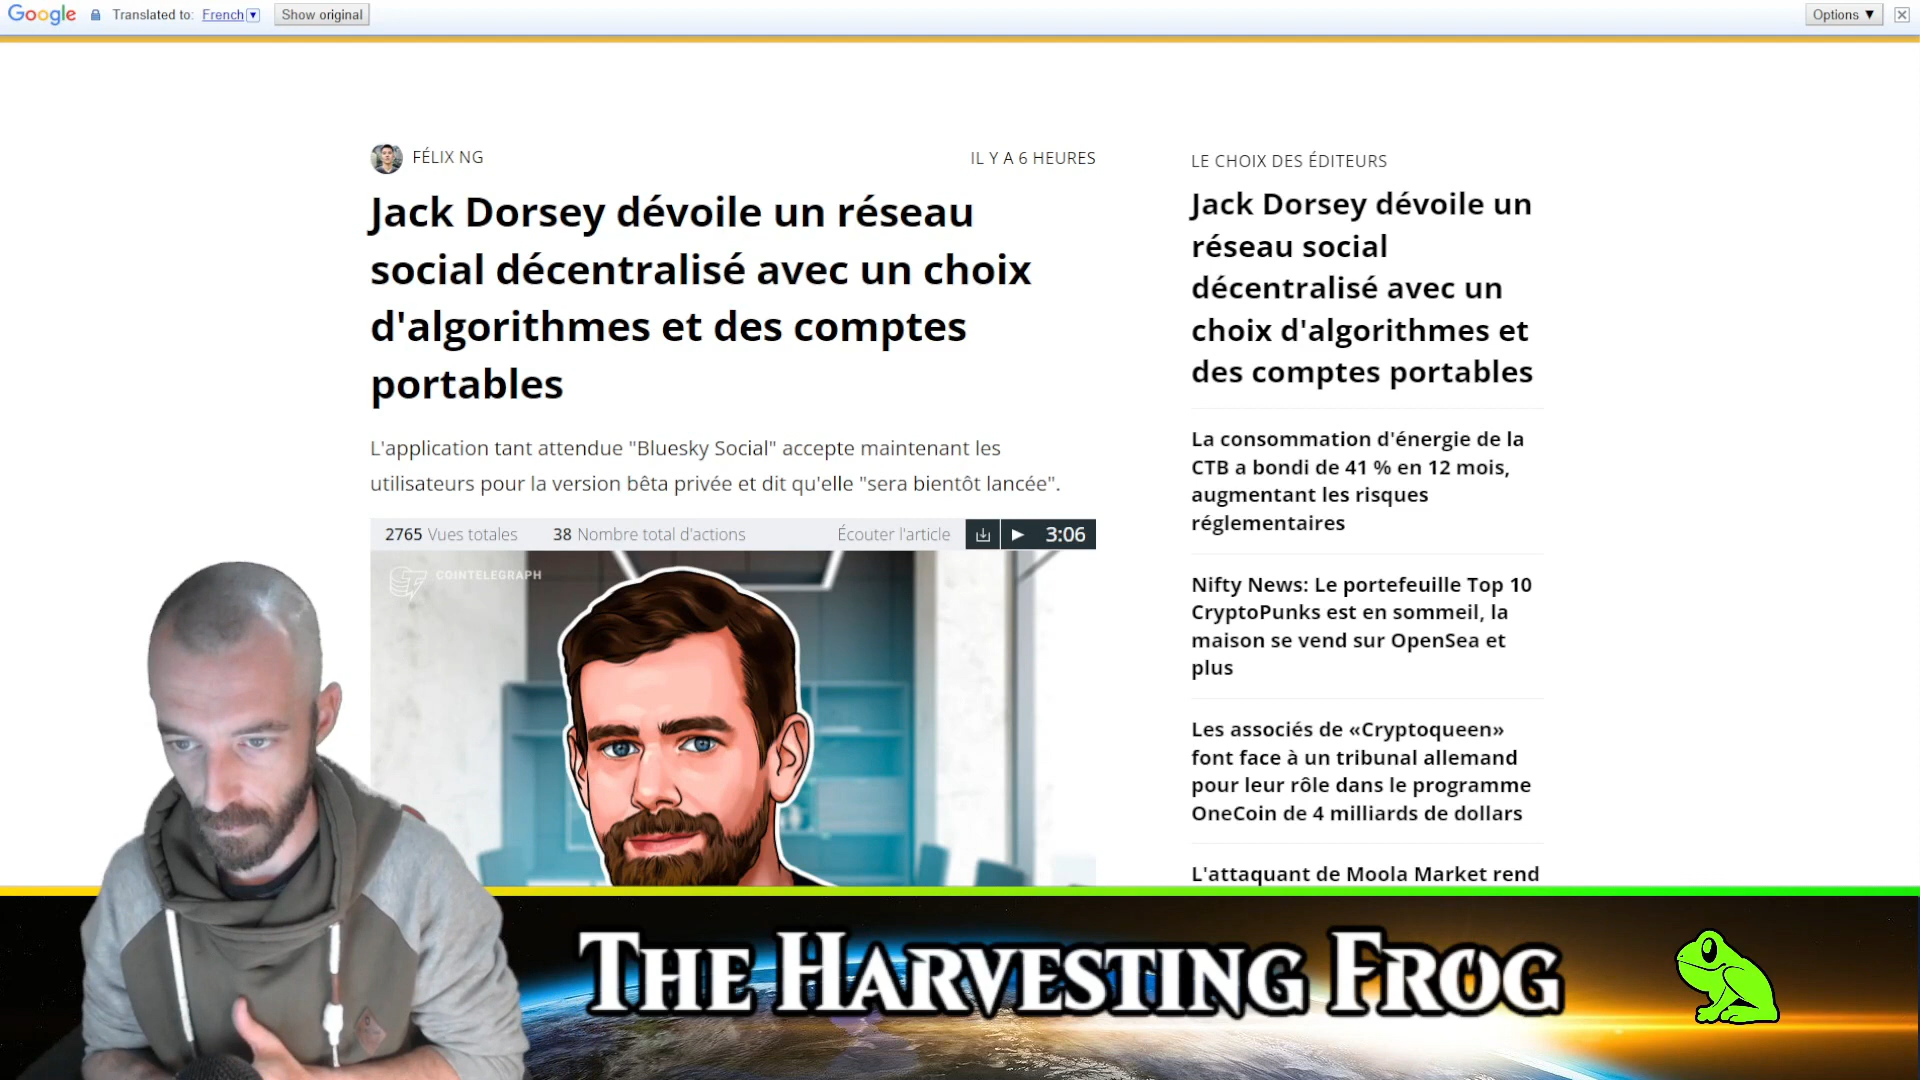 Google Translated to: French ▼ Show original Options ▼
FÉLIX NG
IL Y A 6 HEURES
Jack Dorsey dévoile un réseau
social décentralisé avec un choix
d'algorithmes et des comptes
portables
L'application tant attendue "Bluesky Social" accepte maintenant les
utilisateurs pour la version bêta privée et dit qu'elle "sera bientôt lancée".
2765 Vues totales 38 Nombre total d'actions Écouter l'article 3:06
COINTELEGRAPH
LE CHOIX DES ÉDITEURS
Jack Dorsey dévoile un
réseau social
décentralisé avec un
choix d'algorithmes et
des comptes portables
La consommation d'énergie de la
CTB a bondi de 41 % en 12 mois,
augmentant les risques
réglementaires
Nifty News: Le portefeuille Top 10
CryptoPunks est en sommeil, la
maison se vend sur OpenSea et
plus
Les associés de «Cryptoqueen»
font face à un tribunal allemand
pour leur rôle dans le programme
OneCoin de 4 milliards de dollars
L'attaquant de Moola Market rend
THE HARVESTING FROG